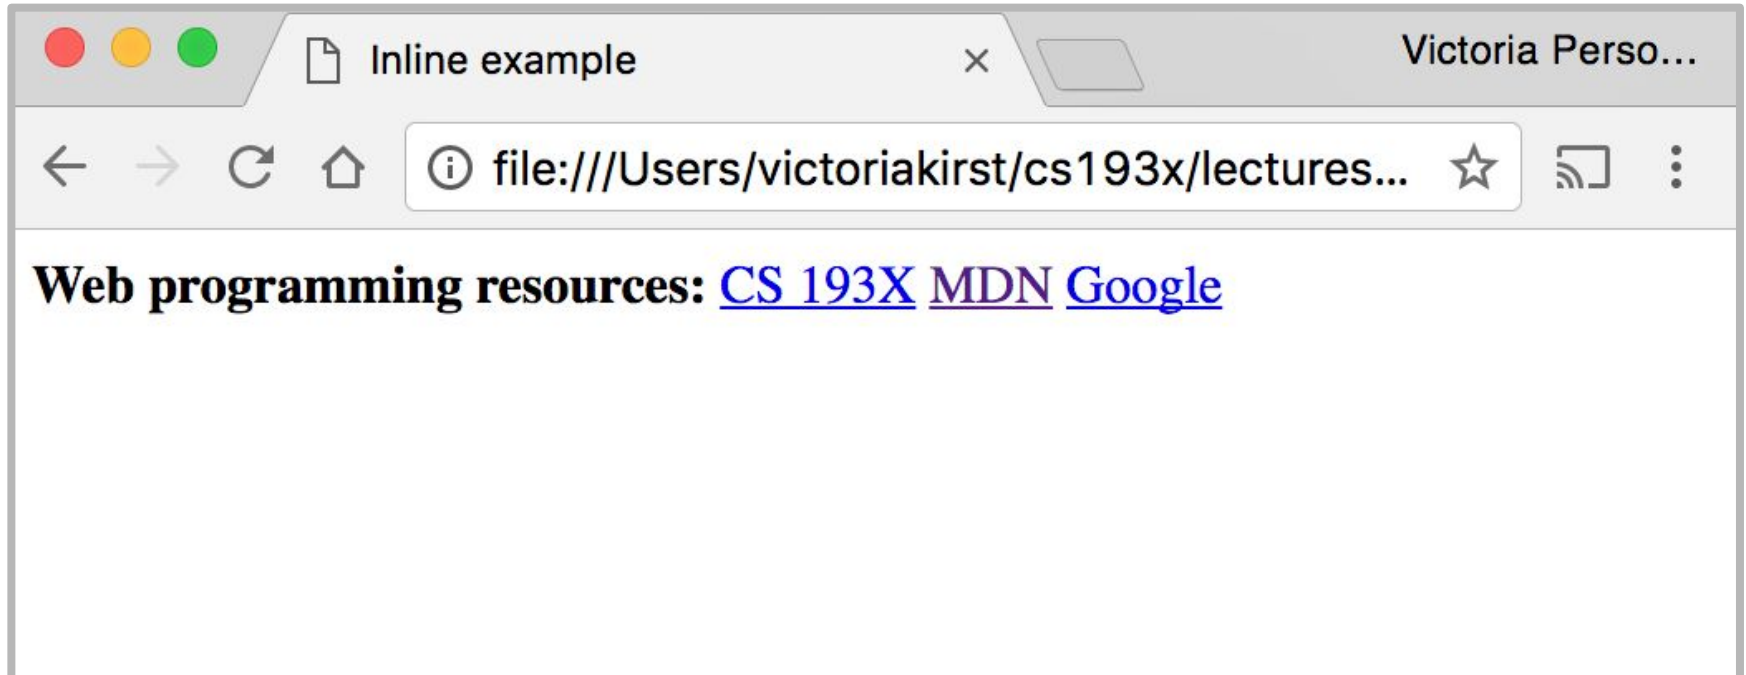 Inline example
Victoria Perso...
file:///Users/victoriakirst/cs193x/lectures...
Web programming resources: CS 193X MDN Google